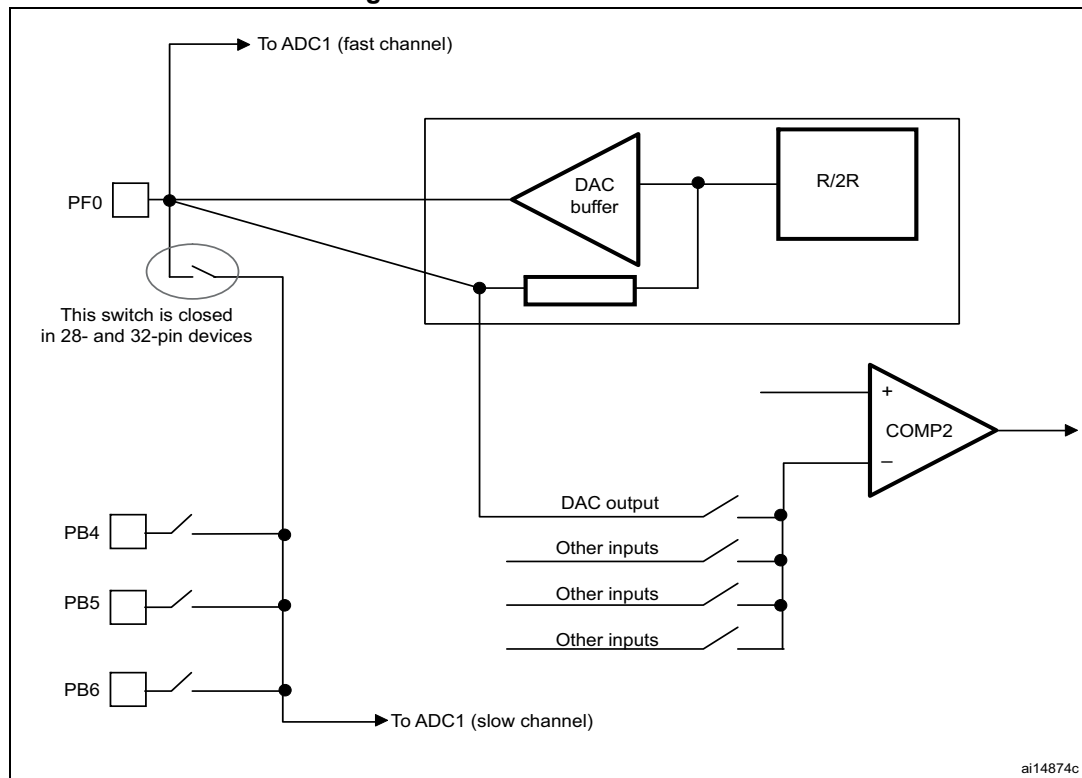 To ADC1 (fast channel)
DAC
buffer
R/2R
PF0
This switch is closed
in 28- and 32-pin devices
+
COMP2
–
DAC output
PB4
Other inputs
PB5
Other inputs
Other inputs
PB6
To ADC1 (slow channel)
ai14874c